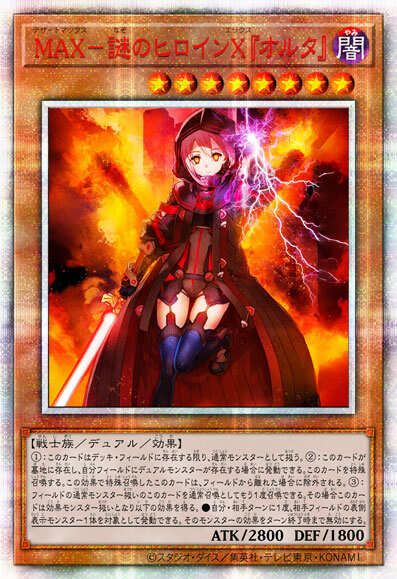 デザートマックス なぞ エックス
MAX－謎のヒロインX『オルタ』
やみ
闇
【戦士族／デュアル／効果】
①：このカードはデッキ・フィールドに存在する限り、通常モンスターとして扱う。②：このカードが
墓地に存在し、自分フィールドにデュアルモンスターが存在する場合に発動できる。このカードを特殊
召喚する。この効果で特殊召喚したこのカードは、フィールドから離れた場合に除外される。③：
フィールドの通常モンスター扱いのこのカードを通常召喚としてもう1度召喚できる。その場合このカー
ドは効果モンスター扱いとなり以下の効果を得る。●自分・相手ターンに1度、相手フィールドの表側
表示モンスター1体を対象として発動できる。そのモンスターの効果をターン終了時まで無効にする。
ATK/2800 DEF/1800
©スタジオ・ダイス／集英社・テレビ東京・KONAMI